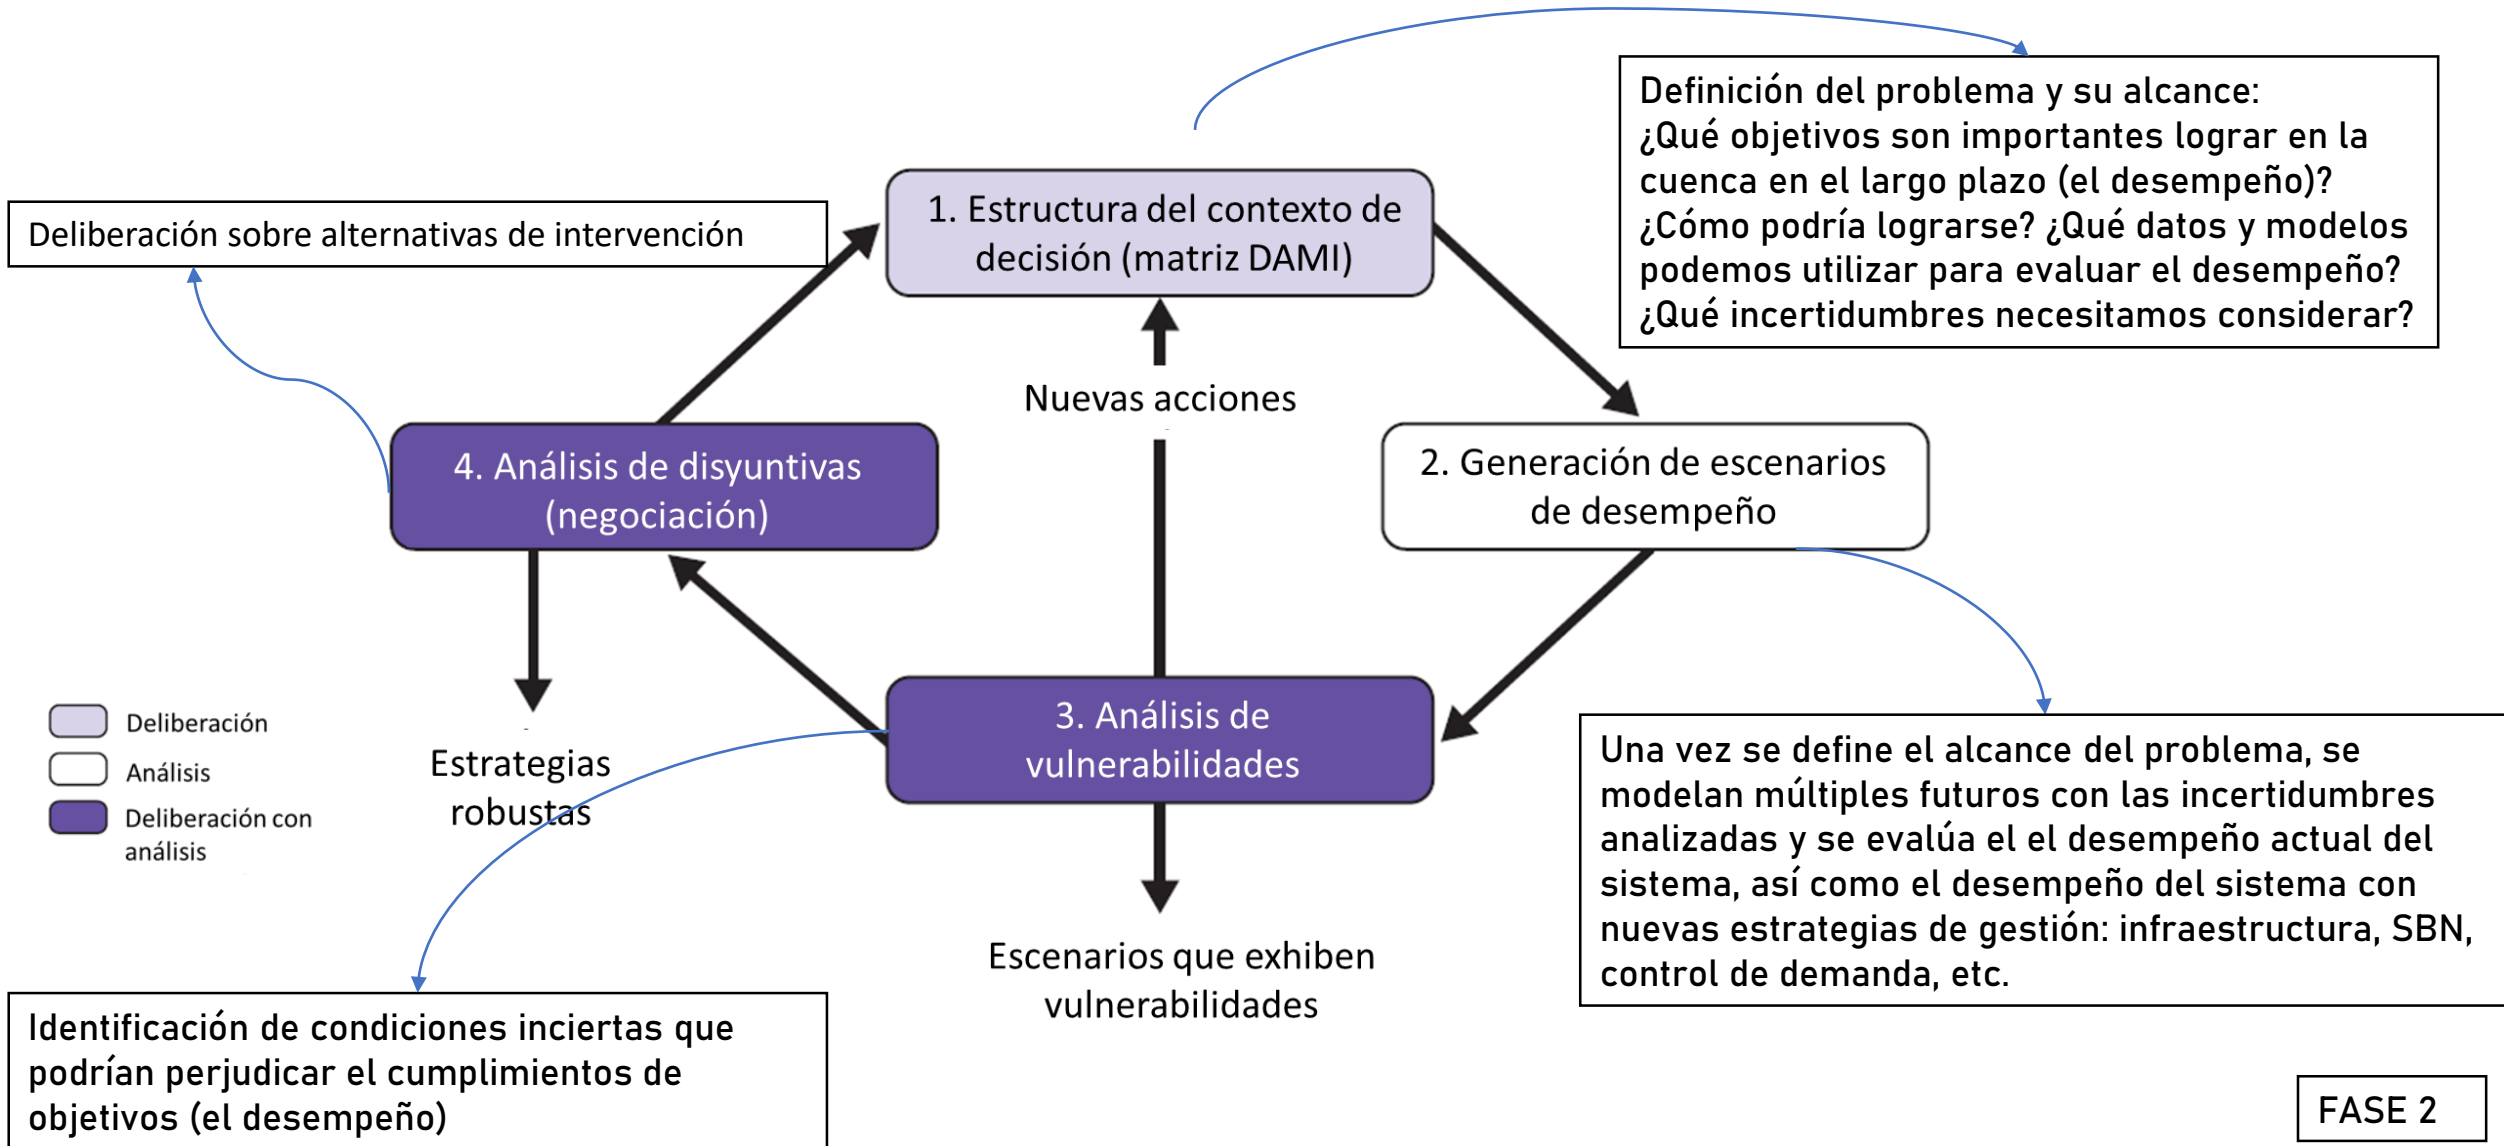 Definición del problema y su alcance:
¿Qué objetivos son importantes lograr en la
cuenca en el largo plazo (el desempeño)?
¿Cómo podría lograrse? ¿Qué datos y modelos
podemos utilizar para evaluar el desempeño?
¿Qué incertidumbres necesitamos considerar?
1. Estructura del contexto de
decisión (matriz DAMI)
Deliberación sobre alternativas de intervención
Nuevas acciones
4. Análisis de disyuntivas
(negociación)
2. Generación de escenarios
de desempeño
3. Análisis de
vulnerabilidades
Estrategias
robustas
Deliberación
Análisis
Deliberación con
análisis
Una vez se define el alcance del problema, se
modelan múltiples futuros con las incertidumbres
analizadas y se evalúa el el desempeño actual del
sistema, así como el desempeño del sistema con
nuevas estrategias de gestión: infraestructura, SBN,
control de demanda, etc.
Escenarios que exhiben
vulnerabilidades
Identificación de condiciones inciertas que
podrían perjudicar el cumplimientos de
objetivos (el desempeño)
FASE 2